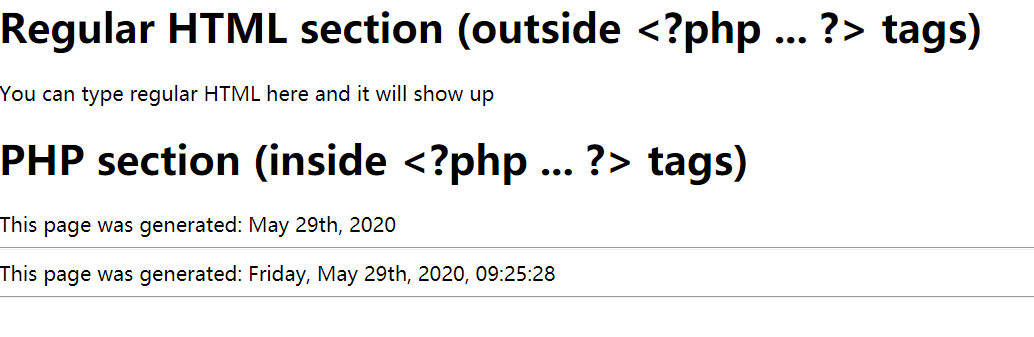 Regular HTML section (outside <?php ... ?> tags)
You can type regular HTML here and it will show up
PHP section (inside <?php ... ?> tags)
This page was generated: May 29th, 2020
This page was generated: Friday, May 29th, 2020, 09:25:28